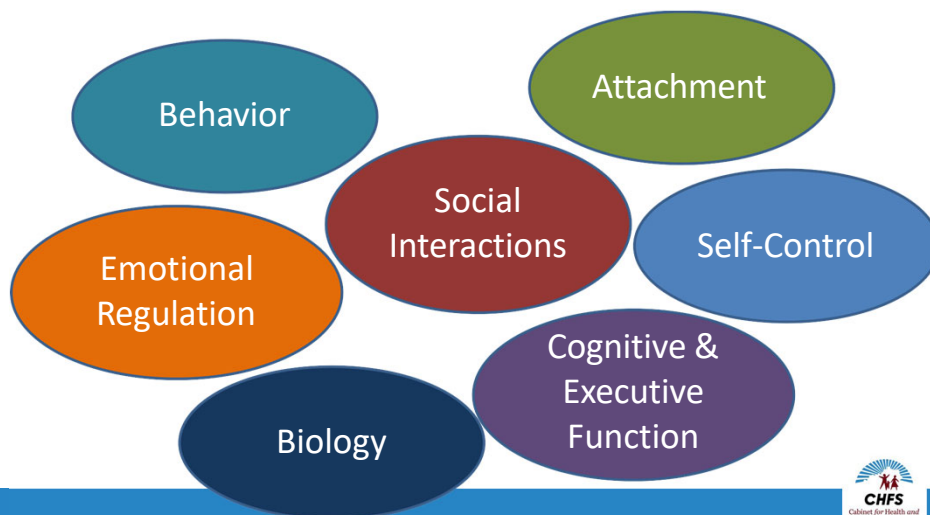 Attachment
Behavior
Social
Interactions
Self-Control
Emotional
Regulation
Cognitive &
Executive
Function
Biology
CHFS
Cabinet for Health and